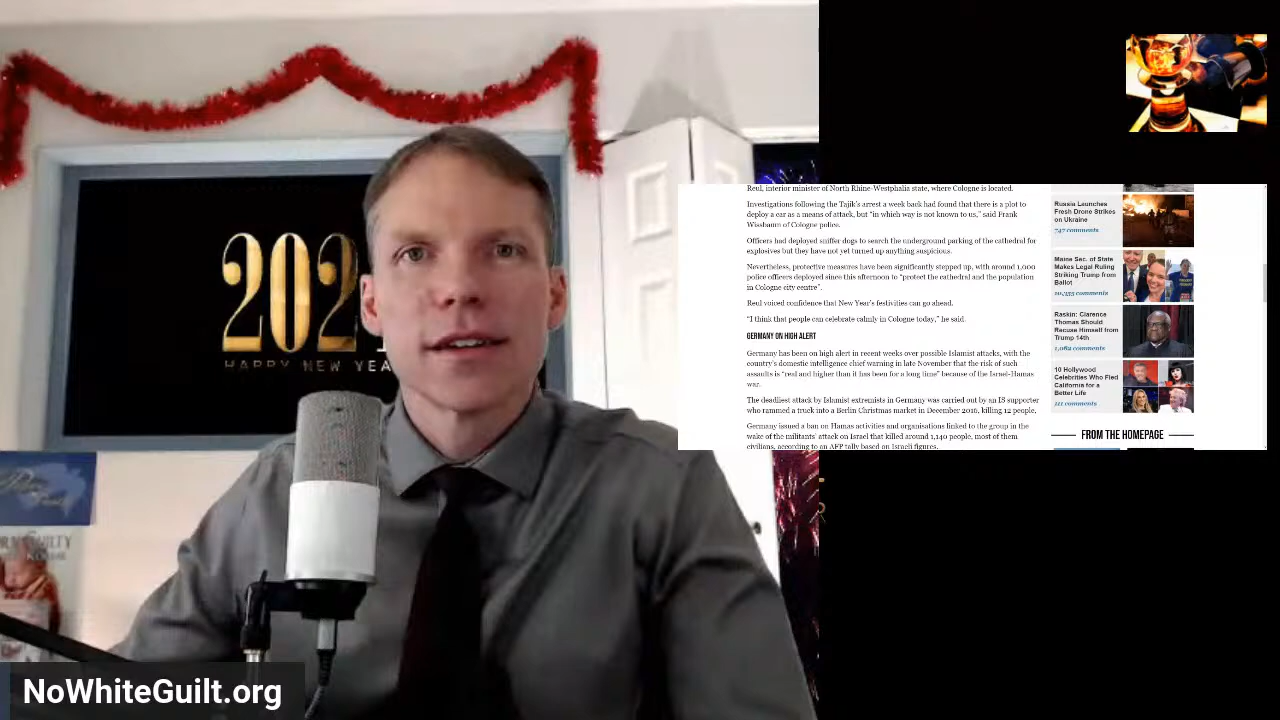 202
HAPPY NEW YEA
GUILTY
NoWhiteGuilt.org
Reul, interior minister of North Rhine-Westphalia state, where Cologne is located.
Investigations following the Tajik's arrest a week back had found that there is a plot to
deploy a car as a means of attack, but "in which way is not known to us," said Frank
Wissbaum of Cologne police.
Officers had deployed sniffer dogs to search the underground parking of the cathedral for
explosives but they have not yet turned up anything suspicious.
Nevertheless, protective measures have been significantly stepped up, with around 1,000
police officers deployed since this afternoon to "protect the cathedral and the population
in Cologne city centre".
Reul voiced confidence that New Year's festivities can go ahead.
"I think that people can celebrate calmly in Cologne today," he said.
GERMANY ON HIGH ALERT
Germany has been on high alert in recent weeks over possible Islamist attacks, with the
country's domestic intelligence chief warning in late November that the risk of such
assaults is "real and higher than it has been for a long time" because of the Israel-Hamas
war.
The deadliest attack by Islamist extremists in Germany was carried out by an IS supporter
who rammed a truck into a Berlin Christmas market in December 2016, killing 12 people.
Germany issued a ban on Hamas activities and organisations linked to the group in the
wake of the militants' attack on Israel that killed around 1,140 people, most of them
civilians, according to an AFP tally based on Israeli figures.
Russia Launches
Fresh Drone Strikes
on Ukraine
747 comments
Maine Sec. of State
Makes Legal Ruling
Striking Trump from
Ballot
10,355 comments
Raskin: Clarence
Thomas Should
Recuse Himself from
Trump 14th
1,062 comments
10 Hollywood
Celebrities Who Fled
California for a
Better Life
111 comments
FROM THE HOMEPAGE